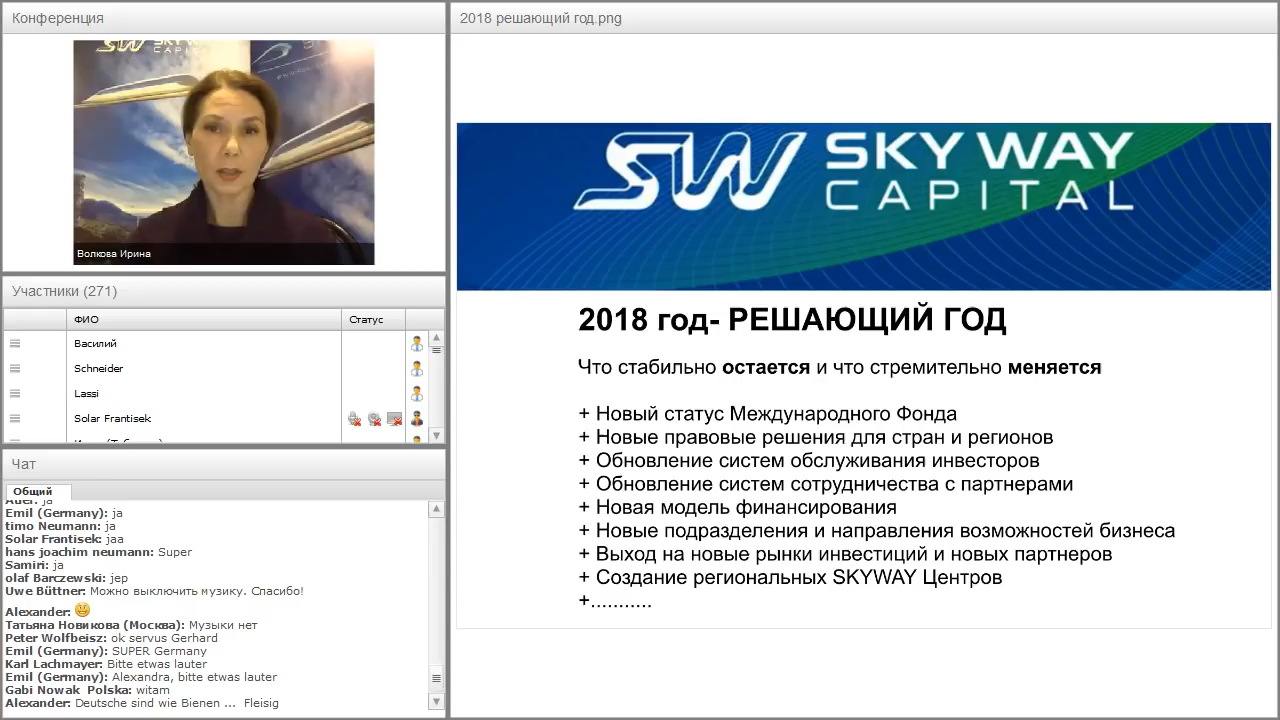 Конференция
SW
CAPITAL
Волкова Ирина
Участники (271)
ФИО
Статус
Василий
Schneider
Lassi
Solar Frantisek
Чат
Общий
Auer: ja
Emil (Germany): ja
timo Neumann: ja
Solar Frantisek: jaa
hans joachim neumann: Super
Samiri: ja
olaf Barczewski: jep
Uwe Büttner: Можно выключить музыку. Спасибо!
Alexander:
Татьяна Новикова (Москва): Музыки нет
Peter Wolfbeisz: ok servus Gerhard
Emil (Germany): SUPER Germany
Karl Lachmayer: Bitte etwas lauter
Emil (Germany): Alexandra, bitte etwas lauter
Gabi Nowak Polska: witam
Alexander: Deutsche sind wie Bienen ... Fleisig
2018 решающий год.png
SW SKY WAY
CAPITAL
2018 год- РЕШАЮЩИЙ ГОД
Что стабильно остается и что стремительно меняется
+ Новый статус Международного Фонда
+ Новые правовые решения для стран и регионов
+ Обновление систем обслуживания инвесторов
+ Обновление систем сотрудничества с партнерами
+ Новая модель финансирования
+ Новые подразделения и направления возможностей бизнеса
+ Выход на новые рынки инвестиций и новых партнеров
+ Создание региональных SKYWAY Центров
+...........